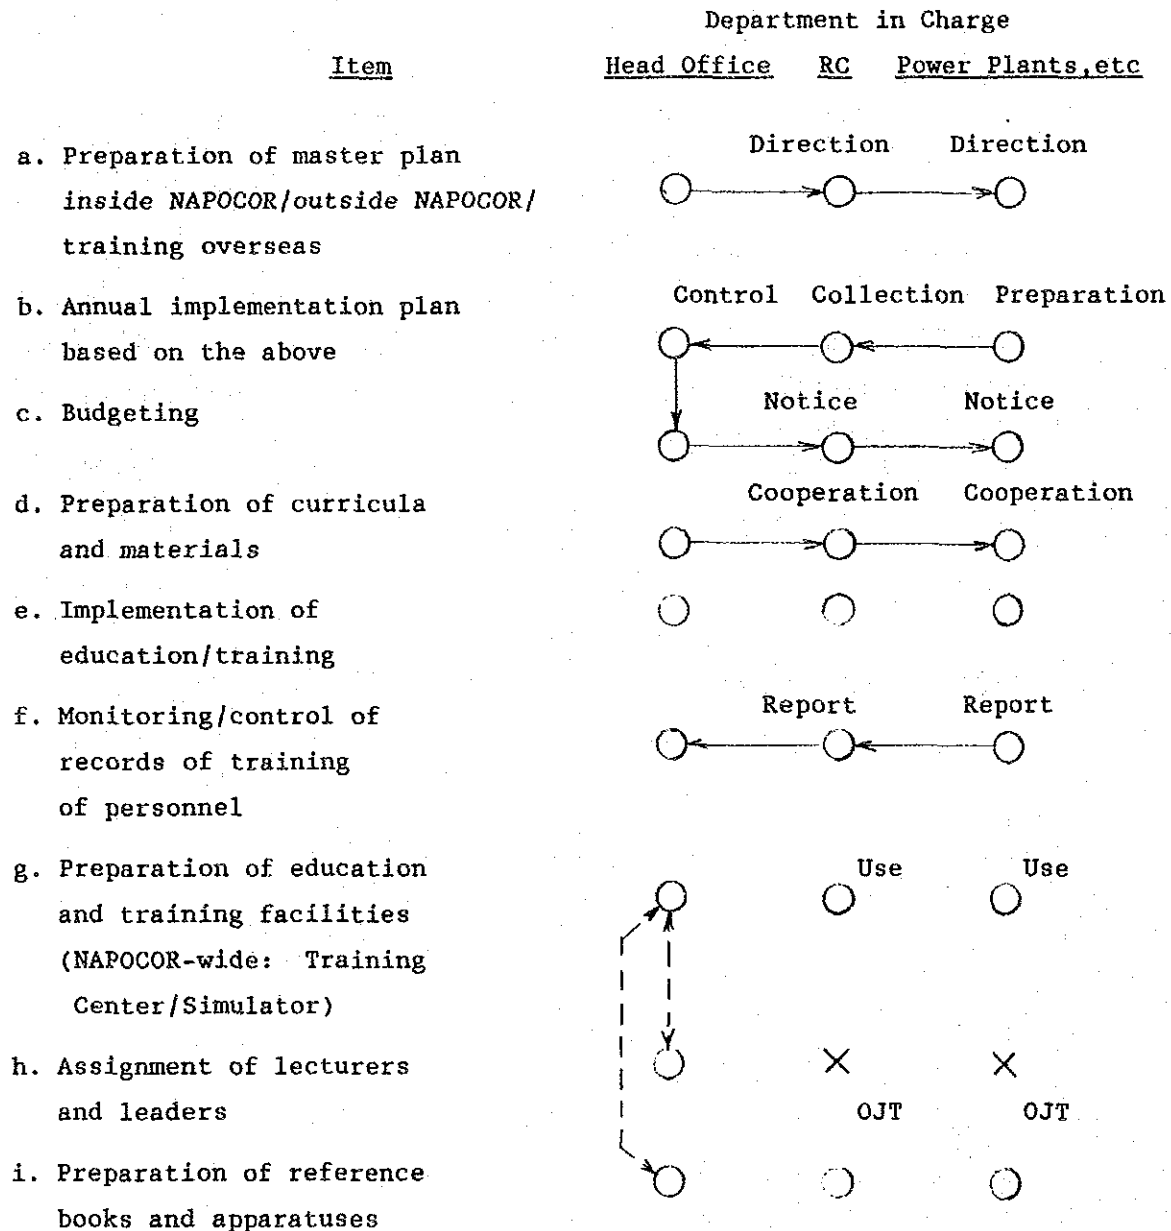 Department in Charge
Item Head Office RC Power Plants,etc
a. Preparation of master plan
inside NAPOCOR/outside NAPOCOR/
training overseas
Direction Direction
b. Annual implementation plan
based on the above
Control Collection Preparation
c. Budgeting
Notice Notice
d. Preparation of curricula
and materials
Cooperation Cooperation
e. Implementation of
education/training
f. Monitoring/control of
records of training
of personnel
Report Report
g. Preparation of education
and training facilities
(NAPOCOR-wide: Training
Center/Simulator)
Use Use
h. Assignment of lecturers
and leaders
OJT OJT
i. Preparation of reference
books and apparatuses